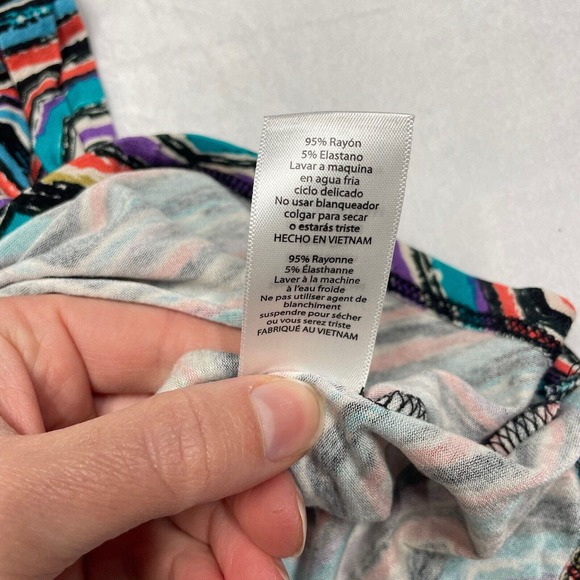 95% Rayón
5% Elastano
Lavar a maquina
en agua fria
ciclo delicado
No usar blanqueador
colgar para secar
o estarás triste
HECHO EN VIETNAM
95% Rayonne
5% Élasthanne
Laver à la machine
à l'eau froide
Ne pas utiliser agent de
blanchiment
suspendre pour sécher
ou vous serez triste
FABRIQUÉ AU VIETNAM